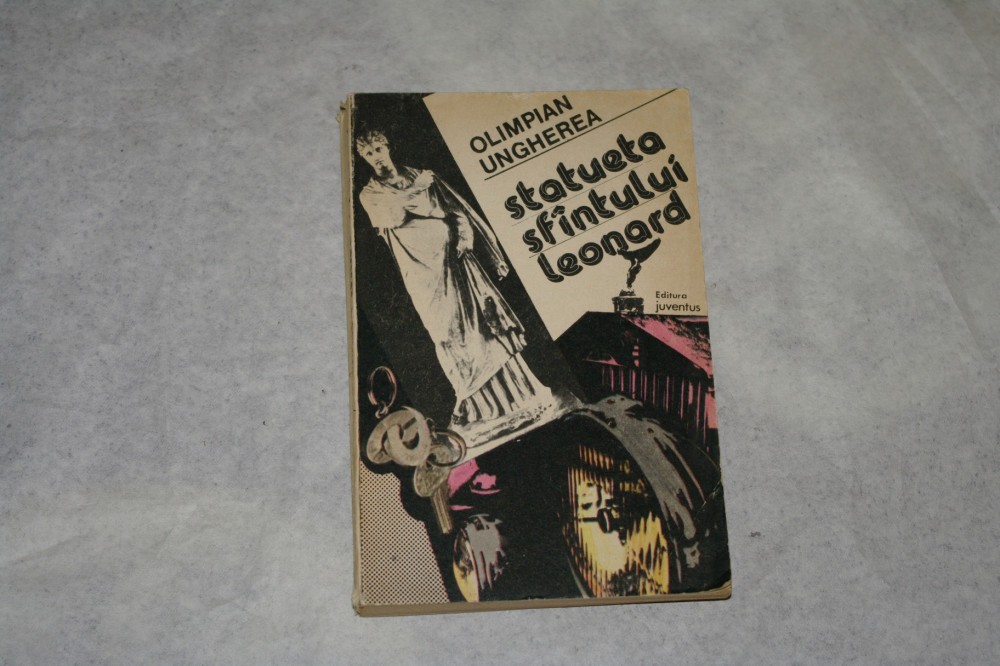 OLIMPIAN
UNGHEREA
statueta
sfîntului
leonard
Editura
juventus